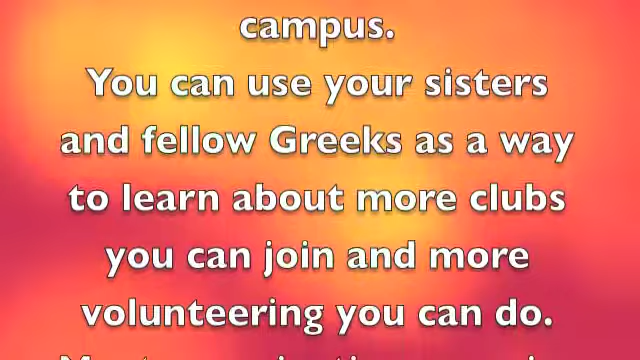 campus.
You can use your sisters
and fellow Greeks as a way
to learn about more clubs
you can join and more
volunteering you can do.